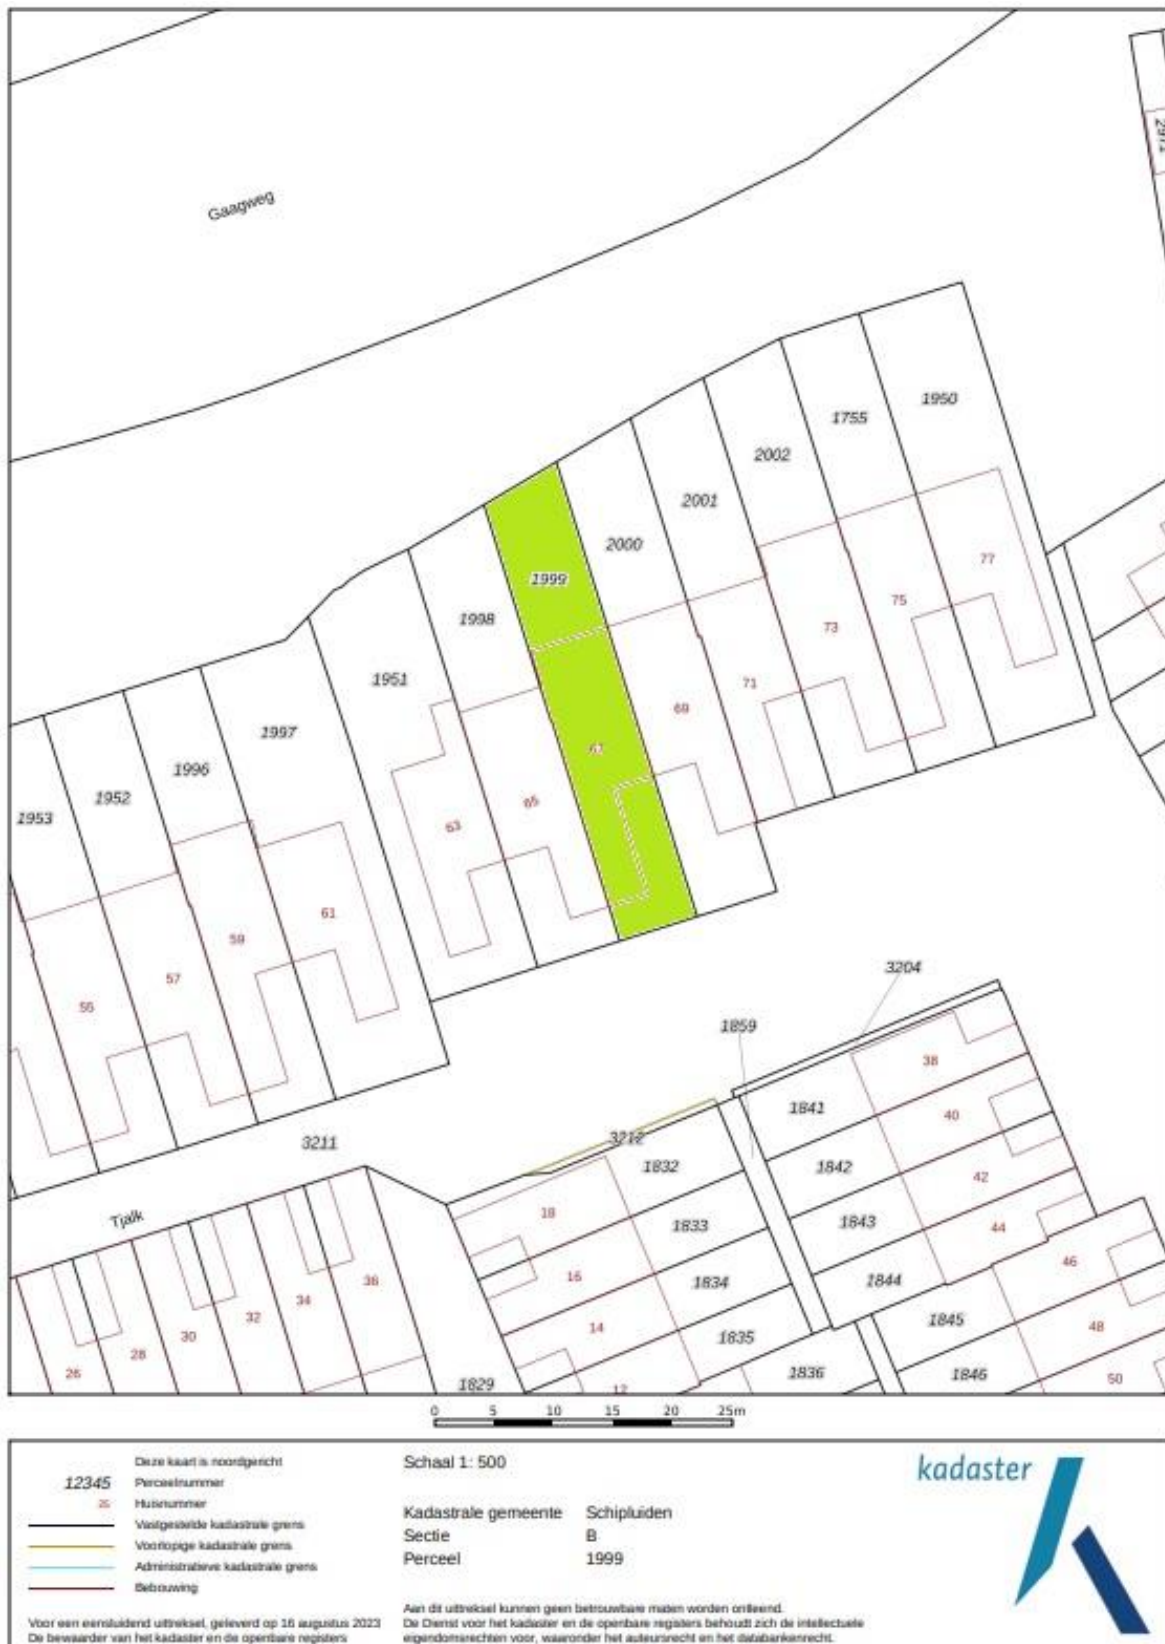 Gaagweg
2971
1950
1755
2002
2001
2000
1999
1998
1951
1997
1996
1952
1953
77
75
73
71
69
67
65
63
61
59
57
55
3204
1859
3211
3212
Tjalk
1841
1842
1843
1844
1845
1846
1832
1833
1834
1835
1836
1829
38
40
42
44
46
48
50
18
16
14
12
36
34
32
30
28
26
0 5 10 15 20 25m
Deze kaart is noordgericht
12345 Perceelnummer
25 Huisnummer
Vastgestelde kadastrale grens
Voorlopige kadastrale grens
Administratieve kadastrale grens
Bebouwing
Voor een eensluidend uittreksel, geleverd op 16 augustus 2023
De bewaarder van het kadaster en de openbare registers
Schaal 1: 500
Kadastrale gemeente Schipluiden
Sectie B
Perceel 1999
Aan dit uittreksel kunnen geen betrouwbare maten worden ontleend.
De Dienst voor het kadaster en de openbare registers behoudt zich de intellectuele
eigendomsrechten voor, waaronder het auteursrecht en het databankenrecht.
kadaster